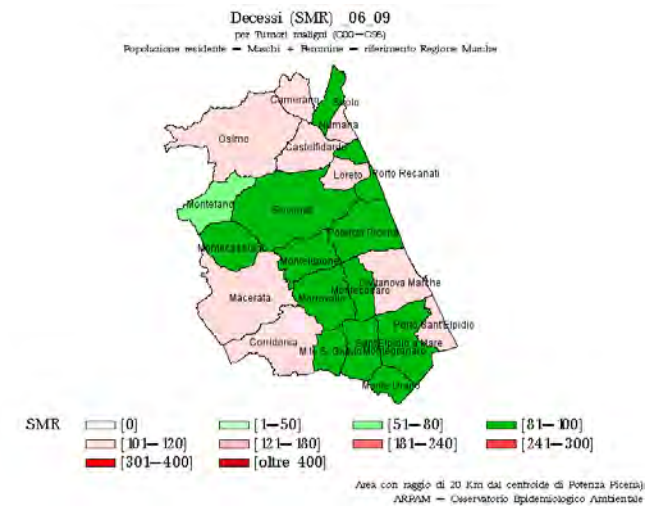 Decessi (SMR) _06_09
per Tumori maligni (C00-C96)
Popolazione residente - Maschi + Femmine - riferimento Regione Marche
Camerano
Sirolo
Numana
Osimo
Castelfidardo
Loreto
Porto Recanati
Montefano
Recanati
Potenza Picena
Montecassiano
Montelupone
Civitanova Marche
Montecosaro
Macerata
Morrovalle
Porto Sant'Elpidio
Corridonia
Sant'Elpidio a Mare
M.te S. Giusto
Montegranaro
Monte Urano
SMR
[0]
[1-50]
[51-80]
[81-100]
[101-120]
[121-180]
[181-240]
[241-300]
[301-400]
[oltre 400]
Area con raggio di 20 Km dal centroide di Potenza Picena;
ARPAM - Osservatorio Epidemiologico Ambientale